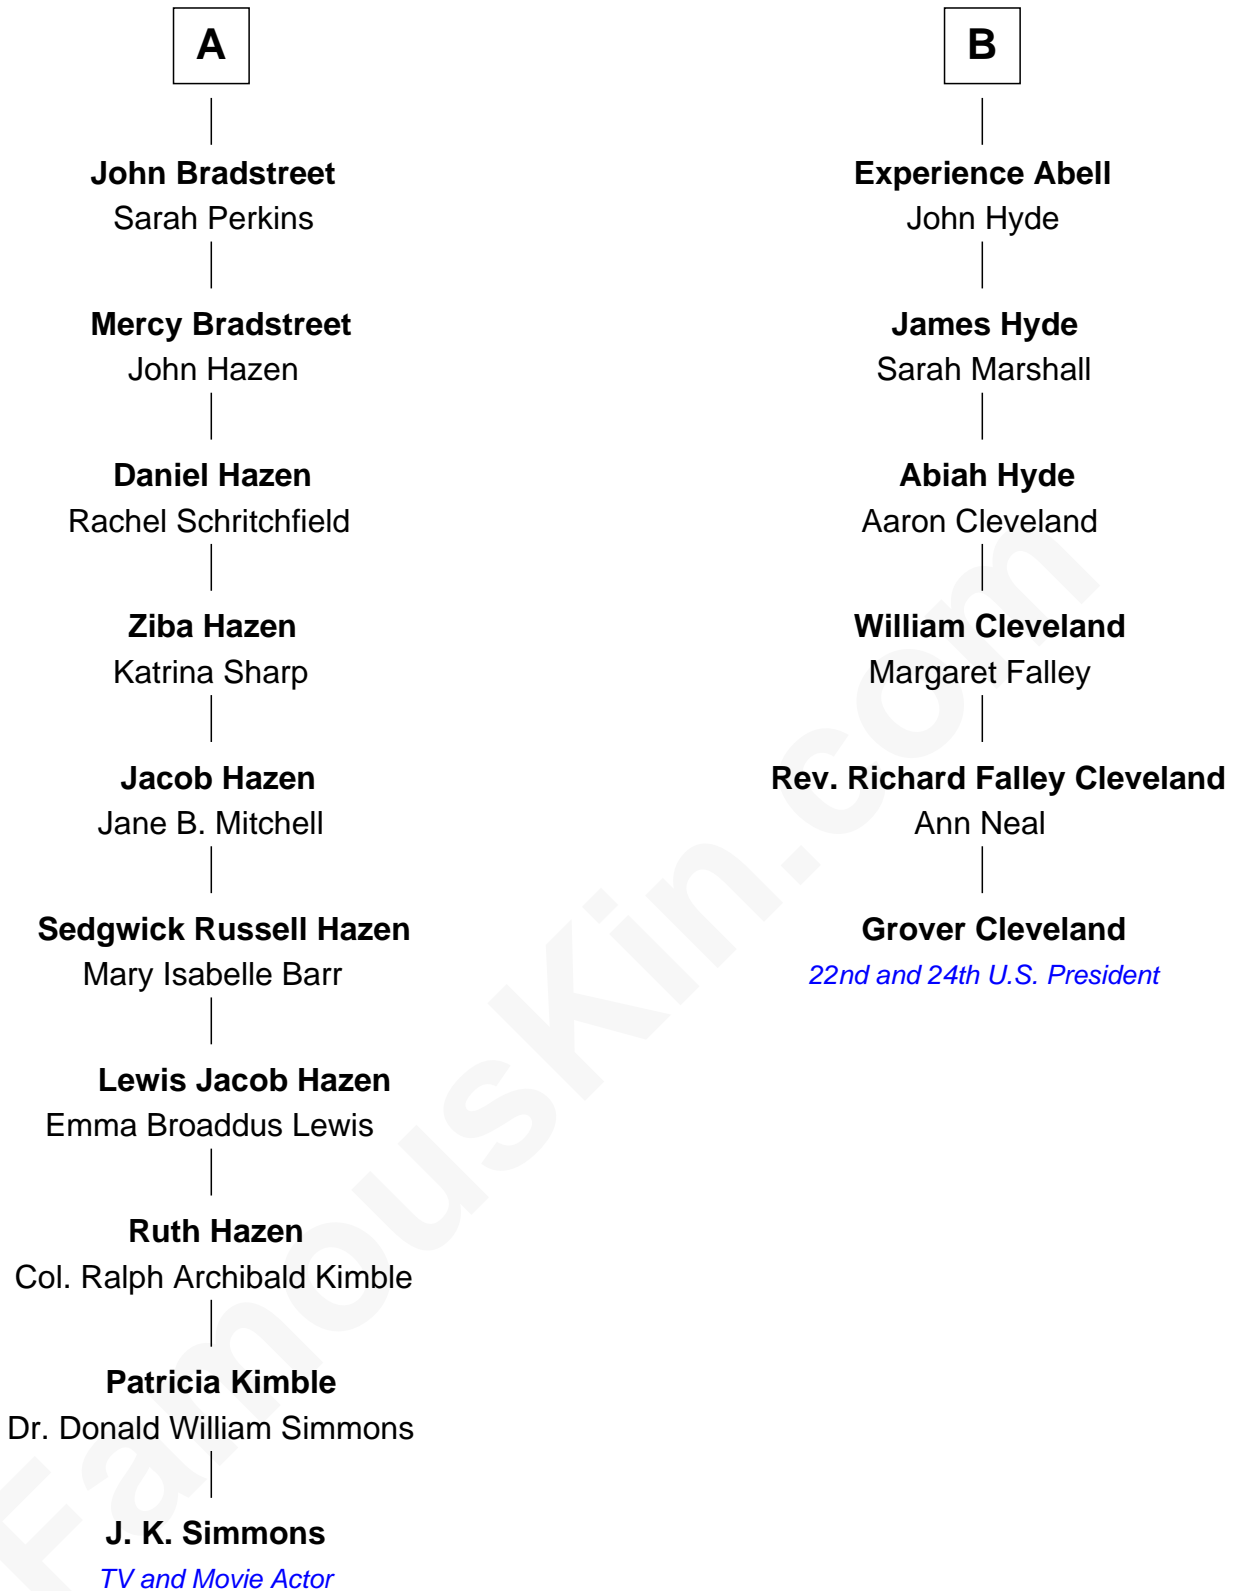 A
John Bradstreet
Sarah Perkins
Mercy Bradstreet
John Hazen
Daniel Hazen
Rachel Schritchfield
Ziba Hazen
Katrina Sharp
Jacob Hazen
Jane B. Mitchell
Sedgwick Russell Hazen
Mary Isabelle Barr
Lewis Jacob Hazen
Emma Broaddus Lewis
Ruth Hazen
Col. Ralph Archibald Kimble
Patricia Kimble
Dr. Donald William Simmons
J. K. Simmons
TV and Movie Actor
B
Experience Abell
John Hyde
James Hyde
Sarah Marshall
Abiah Hyde
Aaron Cleveland
William Cleveland
Margaret Falley
Rev. Richard Falley Cleveland
Ann Neal
Grover Cleveland
22nd and 24th U.S. President
FamousKin.com